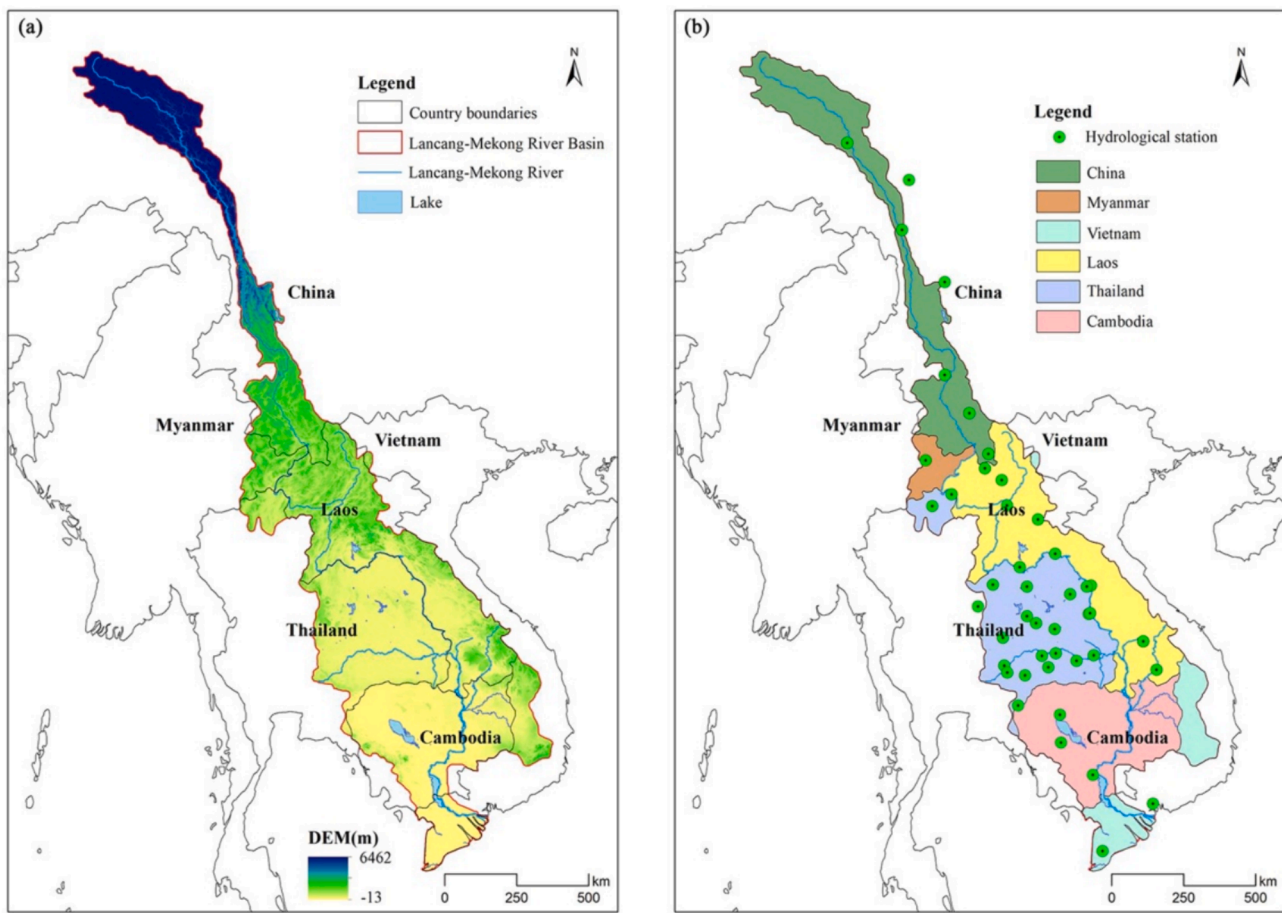 (a)
N
Legend
Country boundaries
Lancang-Mekong River Basin
Lancang-Mekong River
Lake
China
Myanmar
Vietnam
Laos
Thailand
Cambodia
DEM(m)
6462
-13
km
0 250 500
(b)
N
Legend
Hydrological station
China
Myanmar
Vietnam
Laos
Thailand
Cambodia
China
Myanmar
Vietnam
Laos
Thailand
Cambodia
km
0 250 500